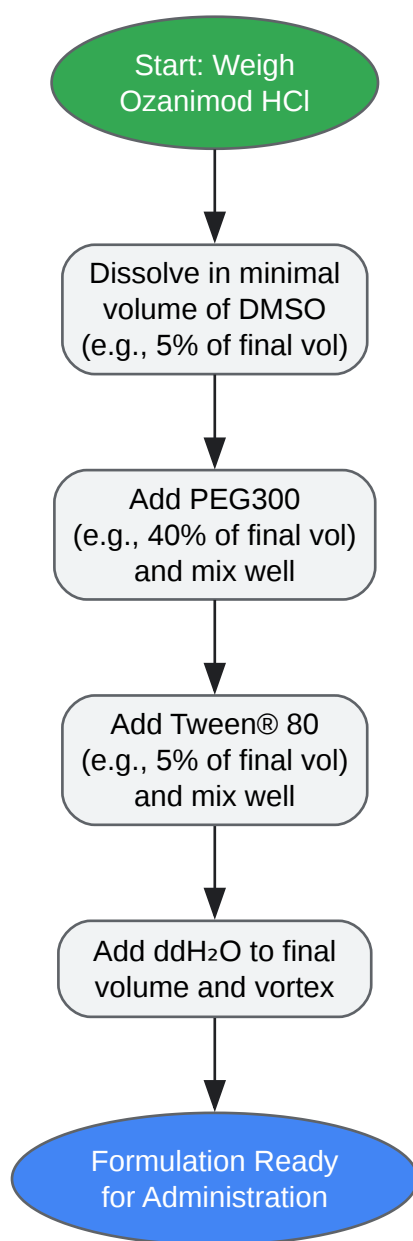 Start: Weigh
Ozanimod HCl
Dissolve in minimal
volume of DMSO
(e.g., 5% of final vol)
Add PEG300
(e.g., 40% of final vol)
and mix well
Add Tween® 80
(e.g., 5% of final vol)
and mix well
Add ddH₂O to final
volume and vortex
Formulation Ready
for Administration